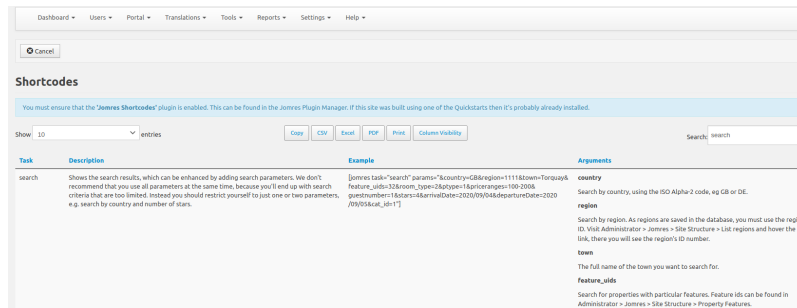 Dashboard Users Portal Translations Tools Reports Settings Help
Cancel
Shortcodes
You must ensure that the 'Jomres Shortcodes' plugin is enabled. This can be found in the Jomres Plugin Manager. If this site was built using one of the Quickstarts then it's probably already installed.
Show 10 entries
Copy CSV Excel PDF Print Column Visibility
Search: search
Task Description Example Arguments
search
Shows the search results, which can be enhanced by adding search parameters. We don't
recommend that you use all parameters at the same time, because you'll end up with search
criteria that are too limited. Instead you should restrict yourself to just one or two parameters,
e.g. search by country and number of stars.
[jomres task="search" params="&country=GB&region=1111&town=Torquay&
feature_uids=32&room_type=2&ptype=1&priceranges=100-200&
guestnumber=1&stars=4&arrivalDate=2020/09/04&departureDate=2020
/09/05&cat_id=1"]
country
Search by country, using the ISO Alpha-2 code, eg GB or DE.
region
Search by region. As regions are saved in the database, you must use the regi
ID. Visit Administrator > Jomres > Site Structure > List regions and hover the
link, there you will see the region's ID number.
town
The full name of the town you want to search for.
feature_uids
Search for properties with particular features. Feature ids can be found in
Administrator > Jomres > Site Structure > Property Features.